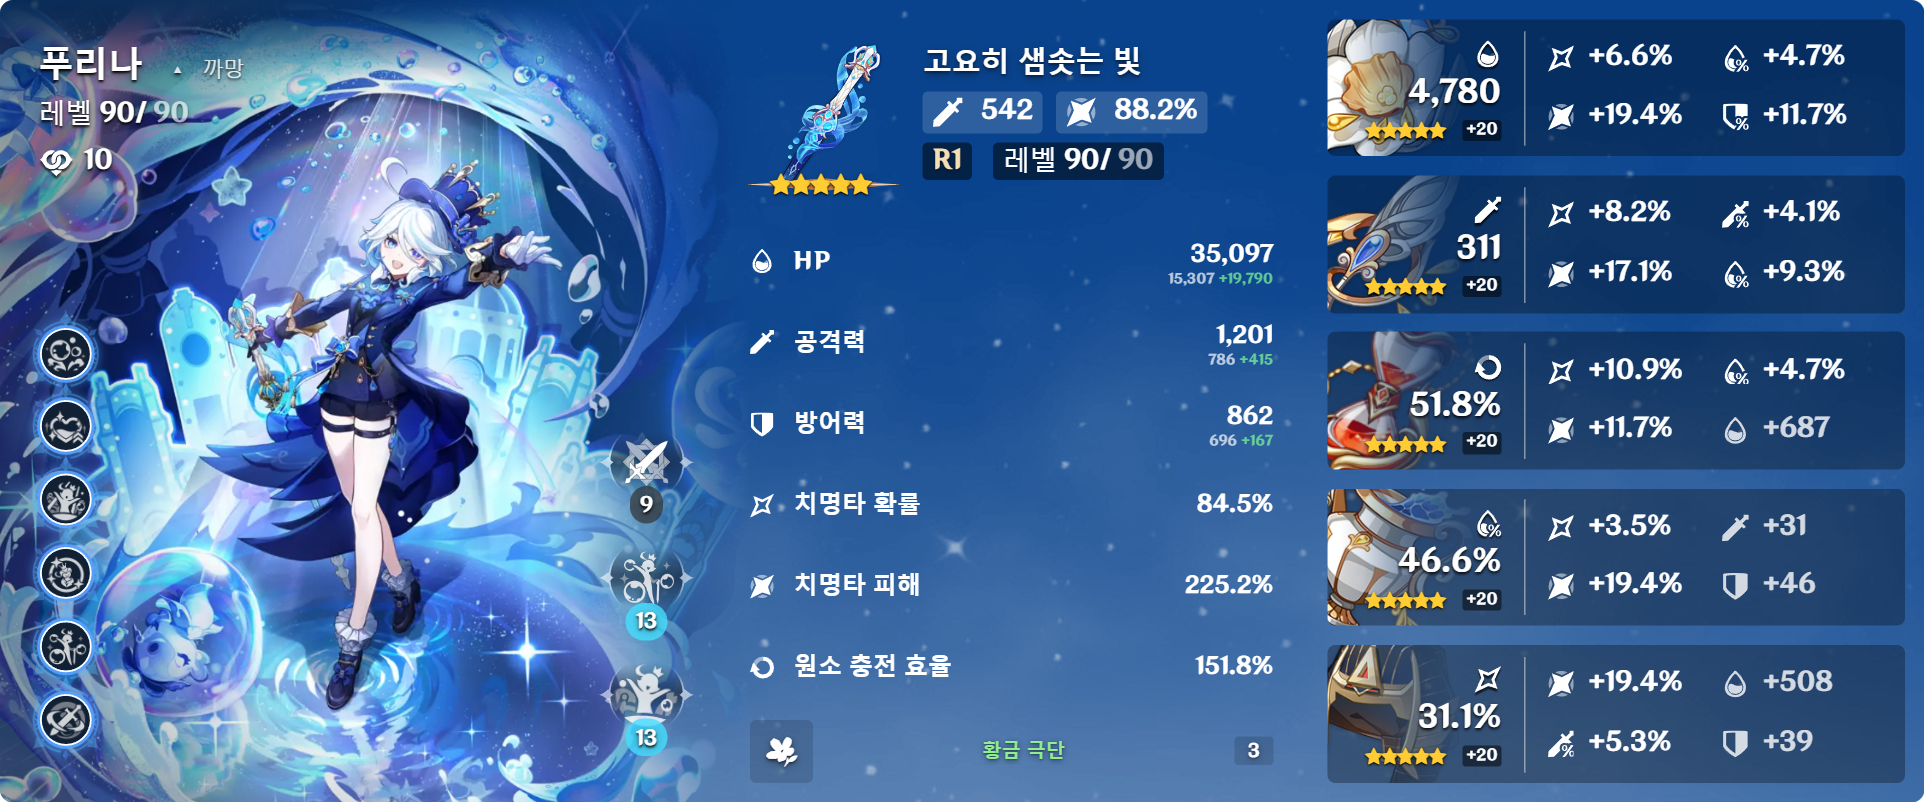 푸리나 까망
레벨 90/ 90
10
9
13
13
고요히 샘솟는 빛
542 88.2%
R1 레벨 90/ 90
HP 35,097
15,307 +19,790
공격력 1,201
786 +415
방어력 862
696 +167
치명타 확률 84.5%
치명타 피해 225.2%
원소 충전 효율 151.8%
황금 극단 3
4,780
+20
+6.6% +4.7%
+19.4% +11.7%
311
+20
+8.2% +4.1%
+17.1% +9.3%
51.8%
+20
+10.9% +4.7%
+11.7% +687
46.6%
+20
+3.5% +31
+19.4% +46
31.1%
+20
+19.4% +508
+5.3% +39